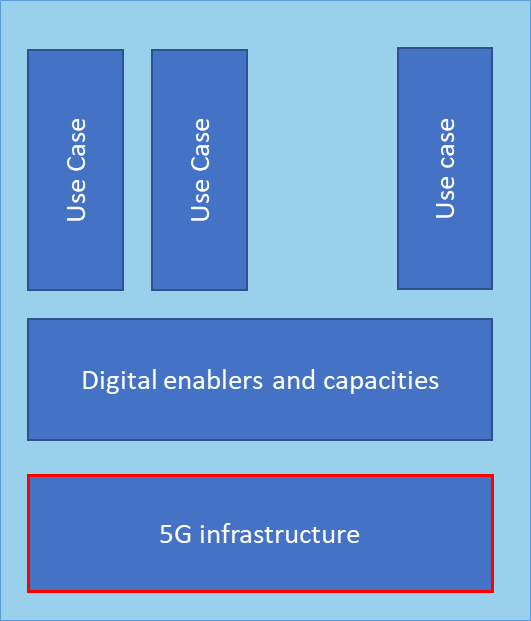 Use Case
Use Case
Use case
Digital enablers and capacities
5G infrastructure